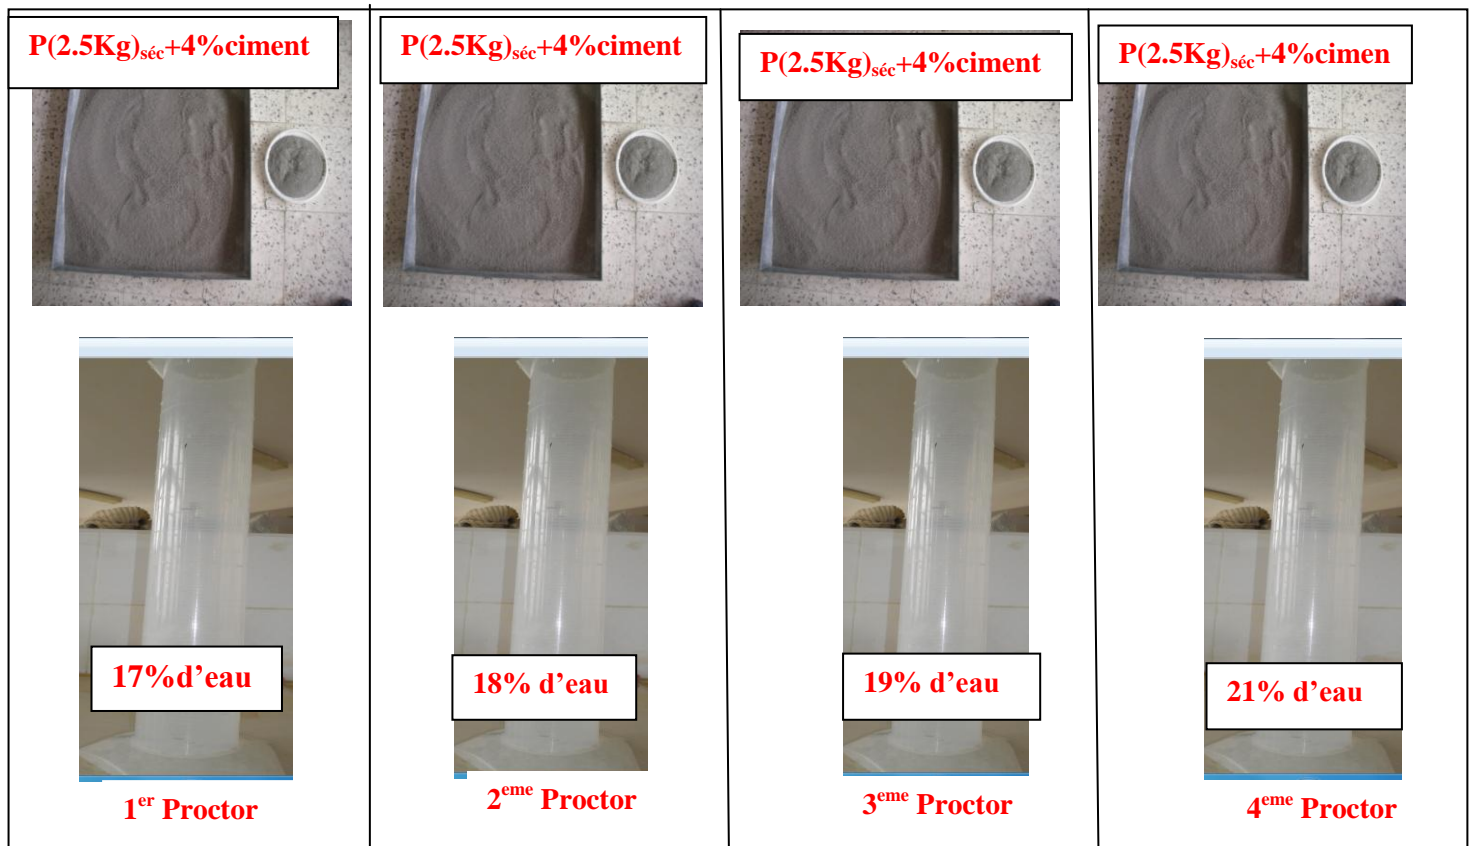 P(2.5Kg)séc+4%ciment
P(2.5Kg)séc+4%ciment
P(2.5Kg)séc+4%ciment
P(2.5Kg)séc+4%cimen
17%d’eau
18% d’eau
19% d’eau
21% d’eau
1er Proctor
2eme Proctor
3eme Proctor
4eme Proctor